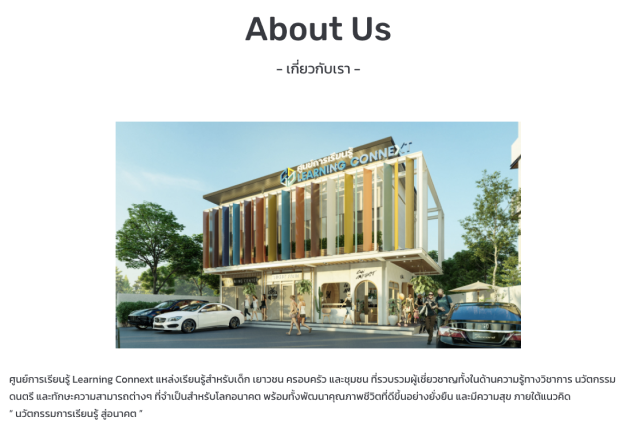 About Us
- เกี่ยวกับเรา -
ศูนย์การเรียนรู้
LEARNING CONNEXT
ศูนย์การเรียนรู้ Learning Connext แหล่งเรียนรู้สำหรับเด็ก เยาวชน ครอบครัว และชุมชน ที่รวบรวมผู้เชี่ยวชาญทั้งในด้านความรู้ทางวิชาการ นวัตกรรม
ดนตรี และทักษะความสามารถต่างๆ ที่จำเป็นสำหรับโลกอนาคต พร้อมทั้งพัฒนาคุณภาพชีวิตที่ดีขึ้นอย่างยั่งยืน และมีความสุข ภายใต้แนวคิด
“ นวัตกรรมการเรียนรู้ สู่อนาคต ”